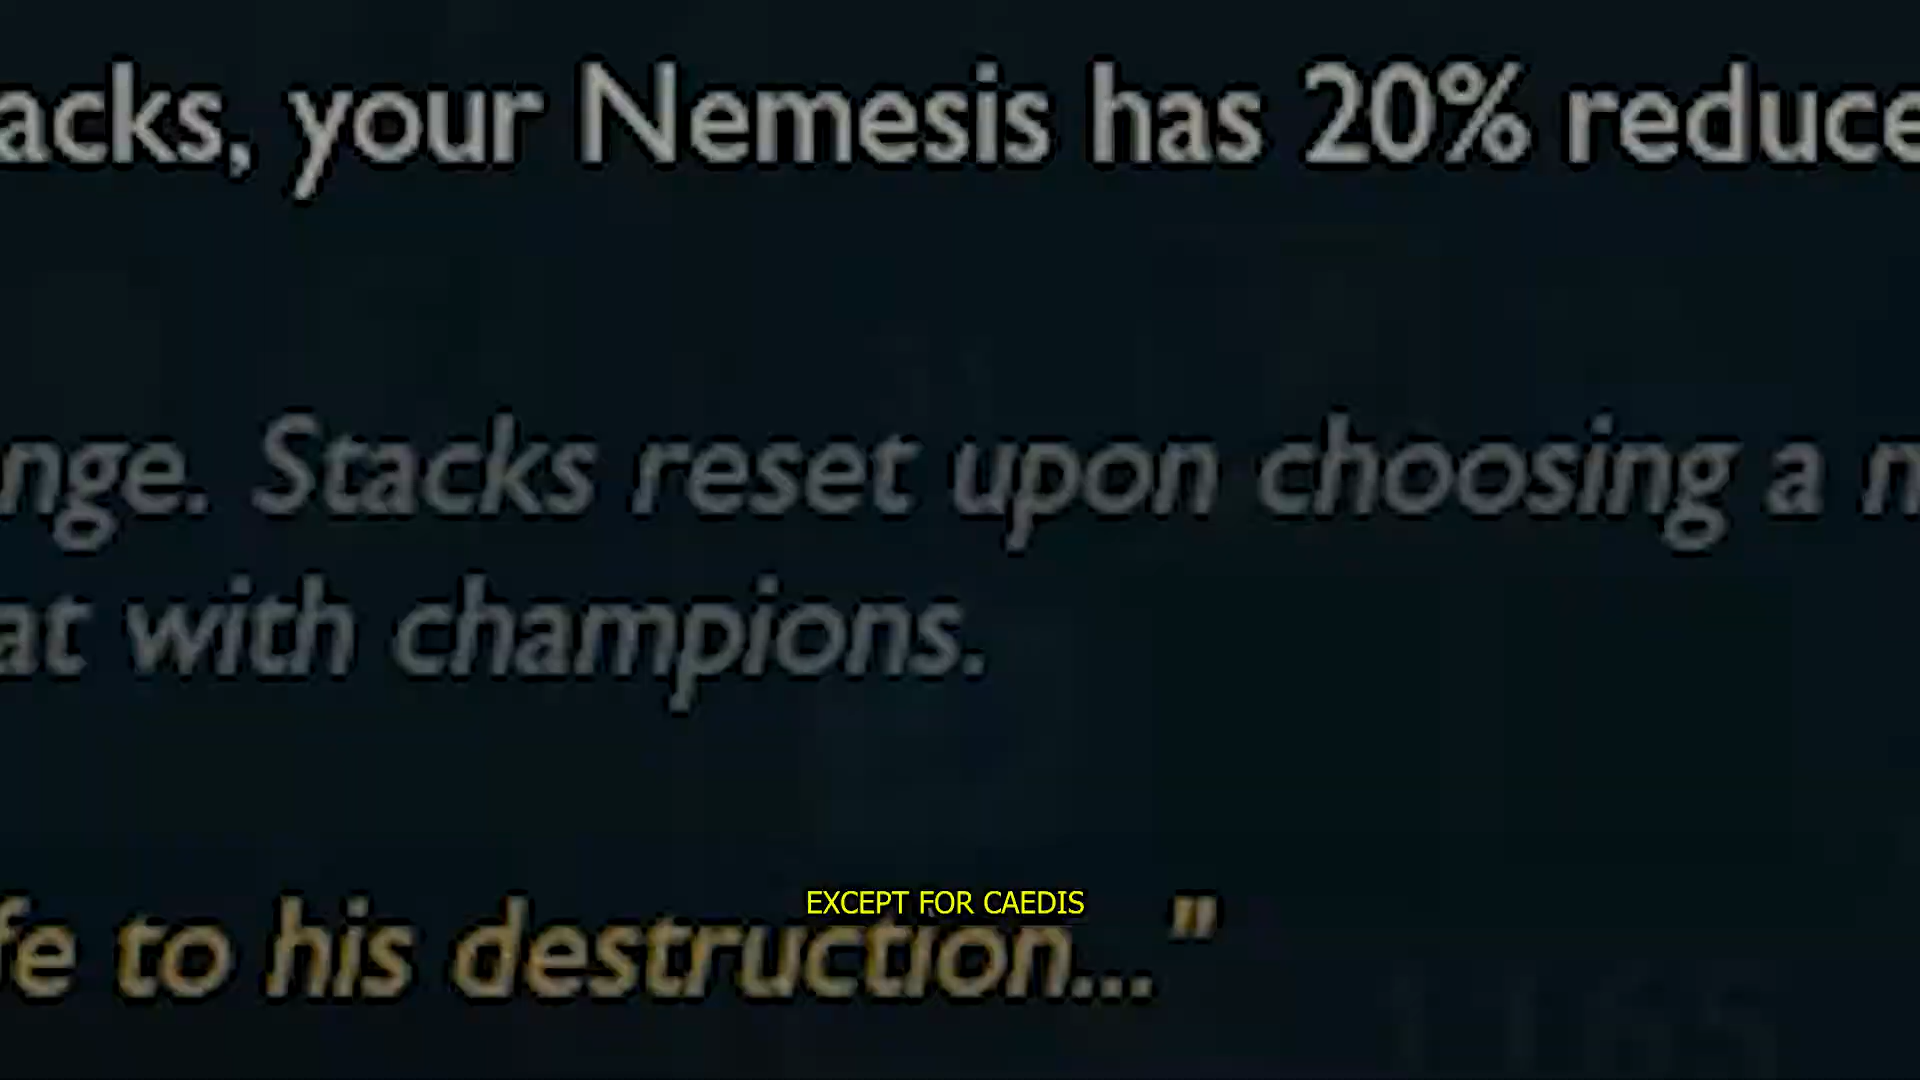 acks, your Nemesis has 20% reduce
nge. Stacks reset upon choosing a n
at with champions.
EXCEPT FOR CAEDIS
fe to his destruction..."